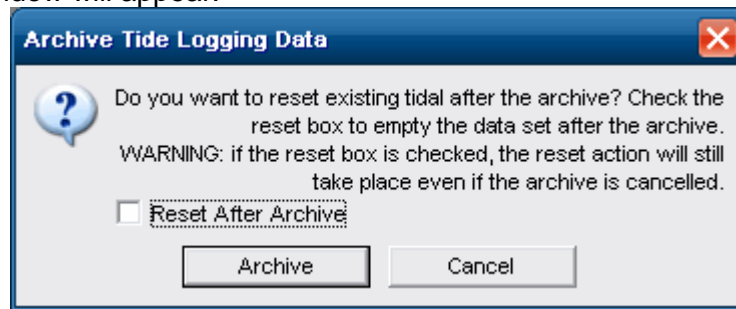 window will appear.
Archive Tide Logging Data
Do you want to reset existing tidal after the archive? Check the
reset box to empty the data set after the archive.
WARNING: if the reset box is checked, the reset action will still
take place even if the archive is cancelled.
Reset After Archive
Archive
Cancel